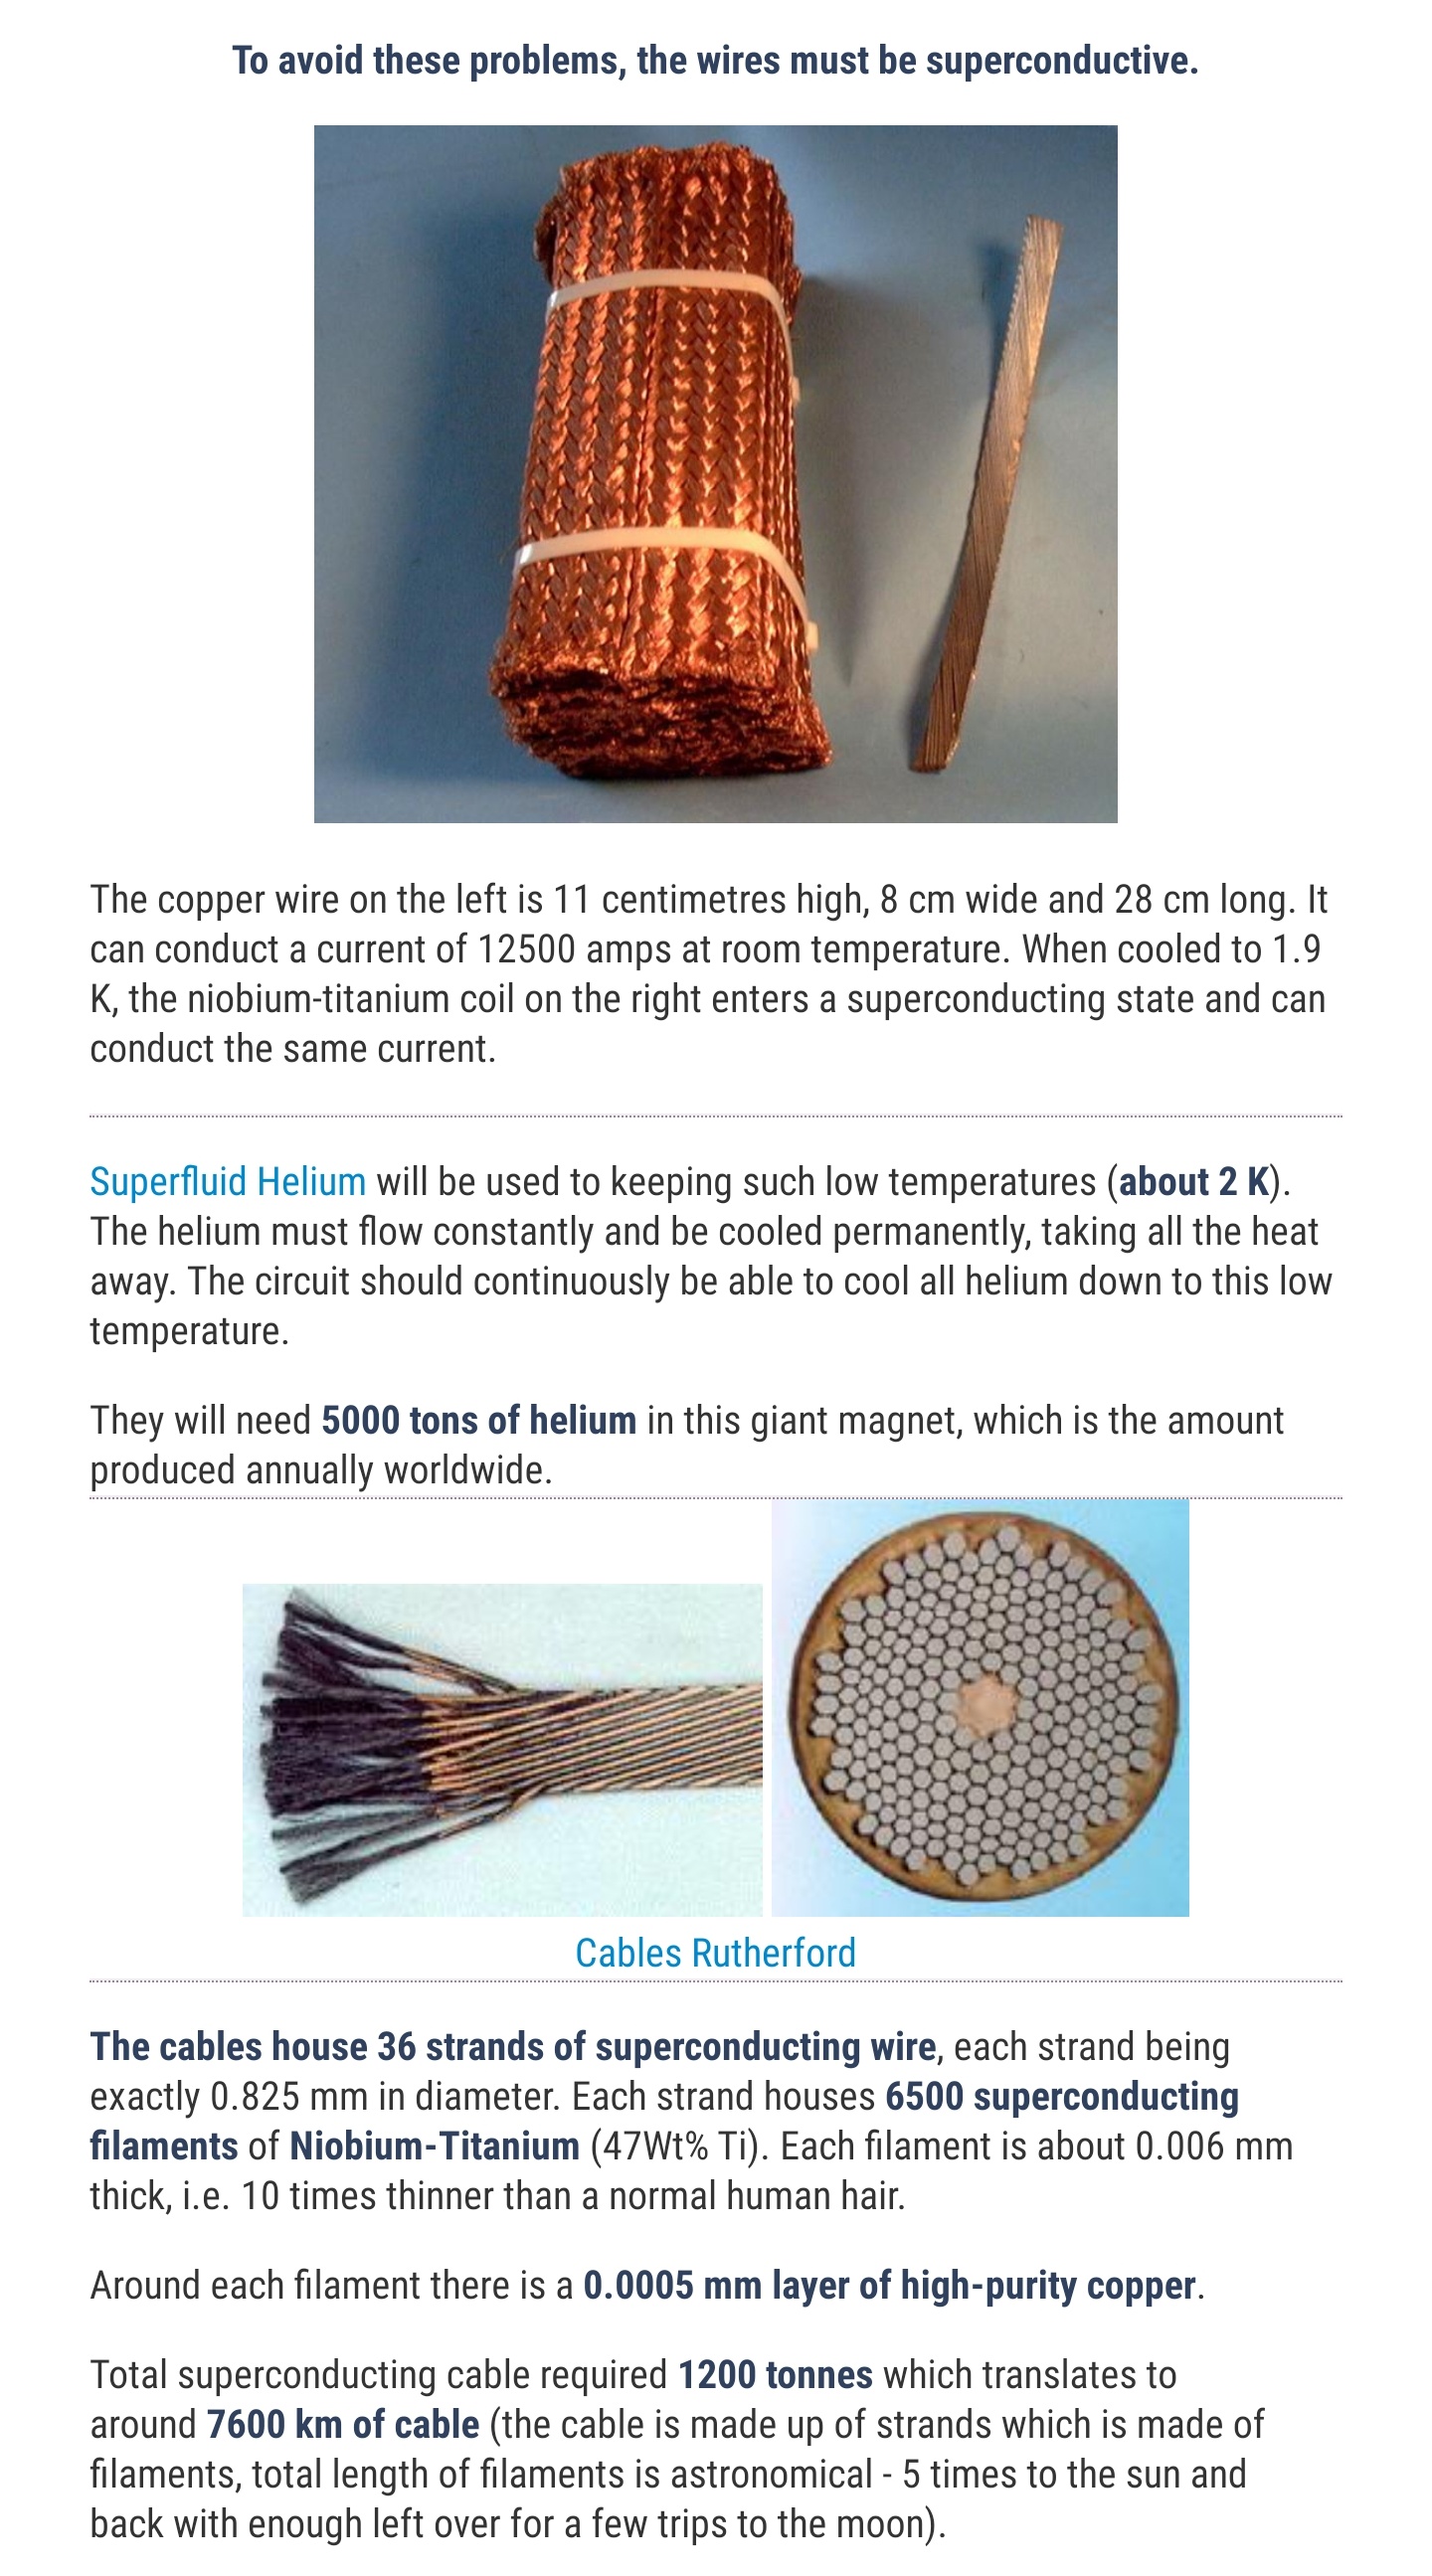 To avoid these problems, the wires must be superconductive.
The copper wire on the left is 11 centimetres high, 8 cm wide and 28 cm long. It
can conduct a current of 12500 amps at room temperature. When cooled to 1.9
K, the niobium-titanium coil on the right enters a superconducting state and can
conduct the same current.
Superfluid Helium will be used to keeping such low temperatures (about 2 K).
The helium must flow constantly and be cooled permanently, taking all the heat
away. The circuit should continuously be able to cool all helium down to this low
temperature.
They will need 5000 tons of helium in this giant magnet, which is the amount
produced annually worldwide.
Cables Rutherford
The cables house 36 strands of superconducting wire, each strand being
exactly 0.825 mm in diameter. Each strand houses 6500 superconducting
filaments of Niobium-Titanium (47Wt% Ti). Each filament is about 0.006 mm
thick, i.e. 10 times thinner than a normal human hair.
Around each filament there is a 0.0005 mm layer of high-purity copper.
Total superconducting cable required 1200 tonnes which translates to
around 7600 km of cable (the cable is made up of strands which is made of
filaments, total length of filaments is astronomical - 5 times to the sun and
back with enough left over for a few trips to the moon).